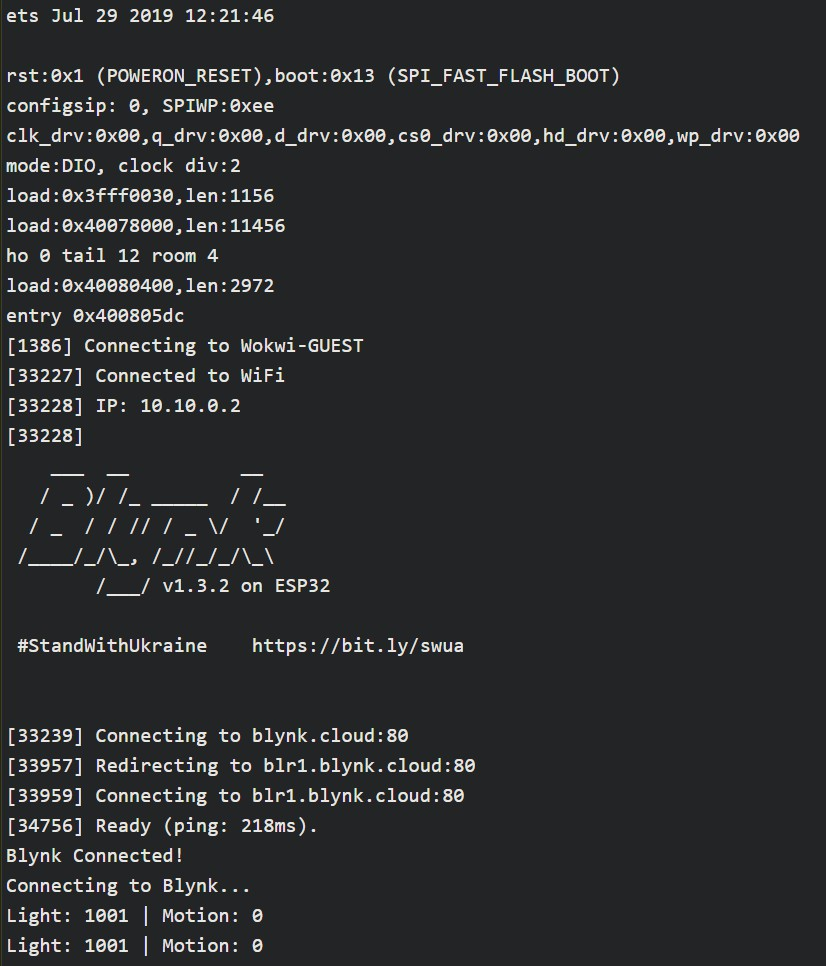 ets Jul 29 2019 12:21:46
rst:0x1 (POWERON_RESET),boot:0x13 (SPI_FAST_FLASH_BOOT)
configsip: 0, SPIWP:0xee
clk_drv:0x00,q_drv:0x00,d_drv:0x00,cs0_drv:0x00,hd_drv:0x00,wp_drv:0x00
mode:DIO, clock div:2
load:0x3fff0030,len:1156
load:0x40078000,len:11456
ho 0 tail 12 room 4
load:0x40080400,len:2972
entry 0x400805dc
[1386] Connecting to Wokwi-GUEST
[33227] Connected to WiFi
[33228] IP: 10.10.0.2
[33228]
    ___  __          __
   / _ )/ /_ _____  / /__
  / _  / / // / _ \/  '_/
 /____/_/\_, /_//_/_/\_\
        /___/ v1.3.2 on ESP32
 #StandWithUkraine    https://bit.ly/swua
[33239] Connecting to blynk.cloud:80
[33957] Redirecting to blr1.blynk.cloud:80
[33959] Connecting to blr1.blynk.cloud:80
[34756] Ready (ping: 218ms).
Blynk Connected!
Connecting to Blynk...
Light: 1001 | Motion: 0
Light: 1001 | Motion: 0